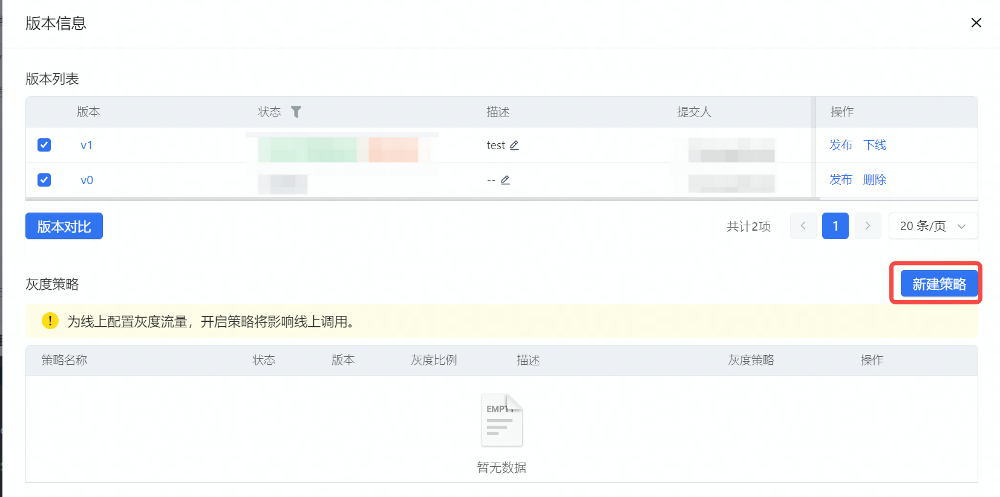 版本信息
版本列表
版本 状态 描述 提交人 操作
v1 test 发布 下线
v0 -- 发布 删除
版本对比 共计2项 1 20 条/页
灰度策略 新建策略
为线上配置灰度流量，开启策略将影响线上调用。
策略名称 状态 版本 灰度比例 描述 灰度策略 操作
EMPTY
暂无数据